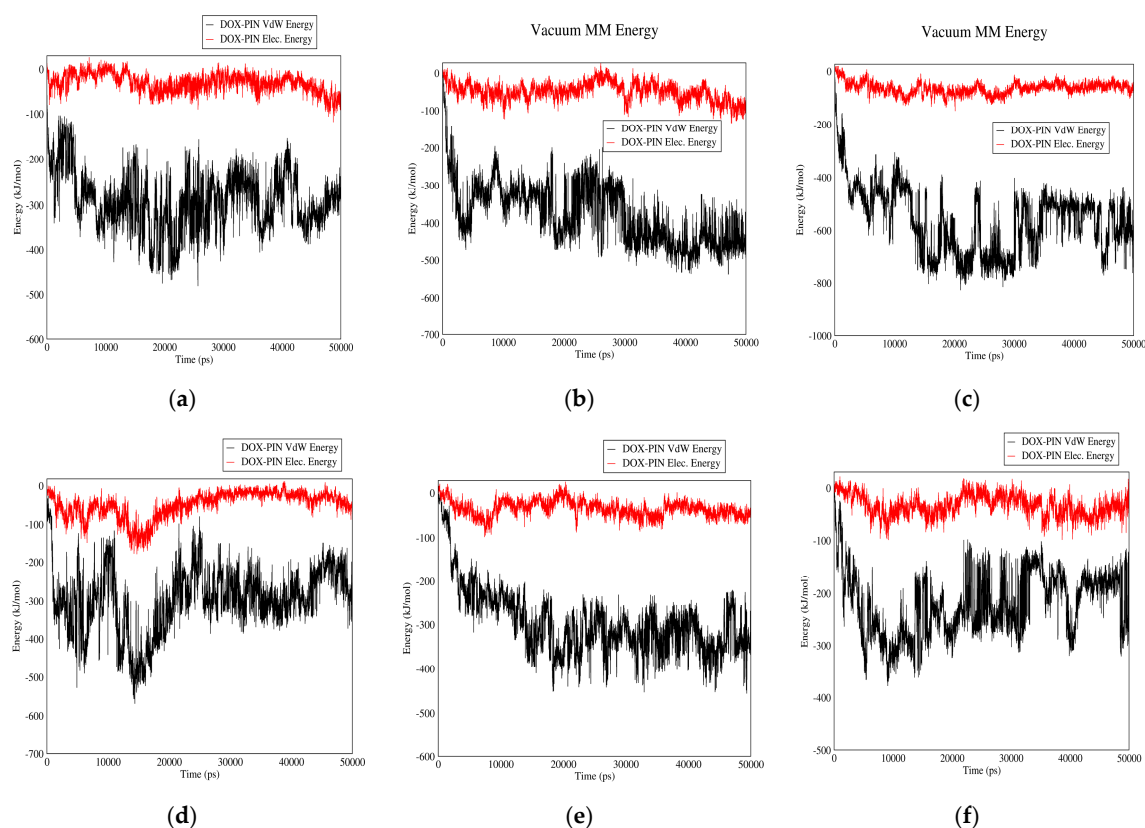 DOX-PIN VdW Energy
DOX-PIN Elec. Energy
0
-100
-200
-300
-400
-500
-600
Energy (kJ/mol)
0 10000 20000 30000 40000 50000
Time (ps)
(a)
Vacuum MM Energy
DOX-PIN VdW Energy
DOX-PIN Elec. Energy
0
-100
-200
-300
-400
-500
-600
-700
Energy (kJ/mol)
0 10000 20000 30000 40000 50000
Time (ps)
(b)
Vacuum MM Energy
DOX-PIN VdW Energy
DOX-PIN Elec. Energy
0
-200
-400
-600
-800
-1000
Energy (kJ/mol)
0 10000 20000 30000 40000 50000
Time (ps)
(c)
DOX-PIN VdW Energy
DOX-PIN Elec. Energy
0
-100
-200
-300
-400
-500
-600
-700
Energy (kJ/mol)
0 10000 20000 30000 40000 50000
Time (ps)
(d)
DOX-PIN VdW Energy
DOX-PIN Elec. Energy
0
-100
-200
-300
-400
-500
-600
Energy (kJ/mol)
0 10000 20000 30000 40000 50000
Time (ps)
(e)
DOX-PIN VdW Energy
DOX-PIN Elec. Energy
0
-100
-200
-300
-400
-500
Energy (kJ/mol)
0 10000 20000 30000 40000 50000
Time (ps)
(f)